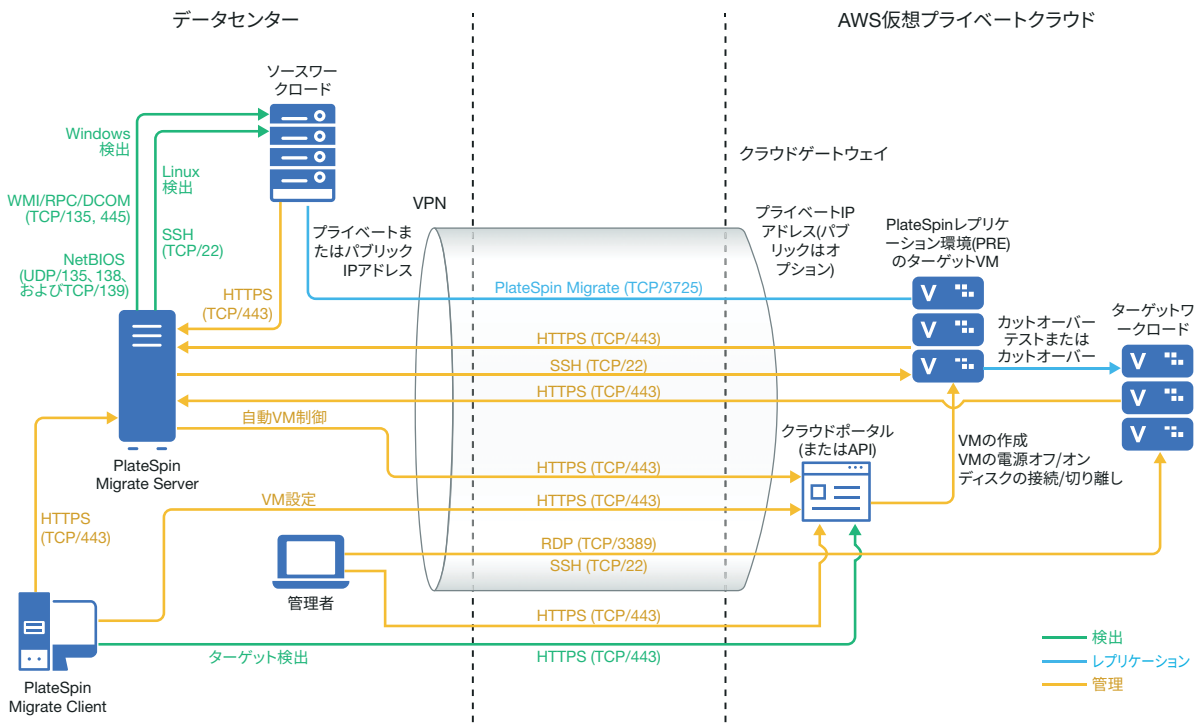 データセンター
AWS仮想プライベートクラウド
ソースワー
クロード
Windows
検出
Linux
検出
WMI/RPC/DCOM
(TCP/135, 445)
SSH
(TCP/22)
NetBIOS
(UDP/135、138、
およびTCP/139)
HTTPS
(TCP/443)
プライベートま
たはパブリック
IPアドレス
VPN
クラウドゲートウェイ
プライベートIP
アドレス(パブ
リックはオ
プション)
PlateSpinレプリケ
ーション環境(PRE)
のターゲットVM
PlateSpin Migrate (TCP/3725)
V
V
V
カットオーバー
テストまたは
カットオーバー
ターゲットワ
ークロード
V
V
V
HTTPS (TCP/443)
SSH (TCP/22)
HTTPS (TCP/443)
自動VM制御
クラウドポータル
(またはAPI)
VMの作成
VMの電源オフ/オン
ディスクの接続/切り離し
PlateSpin
Migrate Server
HTTPS (TCP/443)
VM設定
HTTPS (TCP/443)
HTTPS
(TCP/443)
RDP (TCP/3389)
SSH (TCP/22)
管理者
HTTPS (TCP/443)
ターゲット検出
HTTPS (TCP/443)
PlateSpin
Migrate Client
検出
レプリケーション
管理